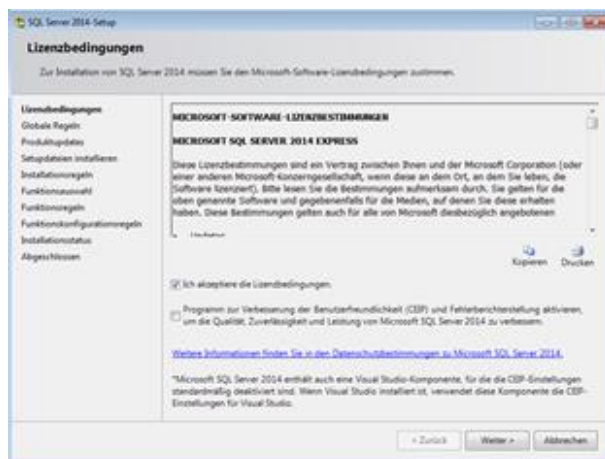 SQL Server 2014-Setup
Lizenzbedingungen
Zur Installation von SQL Server 2014 müssen Sie den Microsoft-Software-Lizenzbedingungen zustimmen.
Lizenzbedingungen
Globale Regeln
Produktupdates
Setupdateien installieren
Installationsregeln
Funktionsauswahl
Funktionsregeln
Funktionskonfigurationsregeln
Installationsstatus
Abgeschlossen
MICROSOFT-SOFTWARE-LIZENZBESTIMMUNGEN
MICROSOFT SQL SERVER 2014 EXPRESS
Diese Lizenzbestimmungen sind ein Vertrag zwischen Ihnen und der Microsoft Corporation (oder
einer anderen Microsoft-Konzerngesellschaft, wenn diese an dem Ort, an dem Sie leben, die
Software lizenziert). Bitte lesen Sie die Bestimmungen aufmerksam durch. Sie gelten für die
oben genannte Software und gegebenenfalls für die Medien, auf denen Sie diese erhalten
haben. Diese Bestimmungen gelten auch für alle von Microsoft diesbezüglich angebotenen
Updates
Kopieren Drucken
Ich akzeptiere die Lizenzbedingungen.
Programm zur Verbesserung der Benutzerfreundlichkeit (CEIP) und Fehlerberichterstellung aktivieren,
um die Qualität, Zuverlässigkeit und Leistung von Microsoft SQL Server 2014 zu verbessern.
Weitere Informationen finden Sie in den Datenschutzbestimmungen zu Microsoft SQL Server 2014.
*Microsoft SQL Server 2014 enthält auch eine Visual Studio-Komponente, für die die CEIP-Einstellungen
standardmäßig deaktiviert sind. Wenn Visual Studio installiert ist, verwendet diese Komponente die CEIP-
Einstellungen für Visual Studio.
< Zurück Weiter > Abbrechen